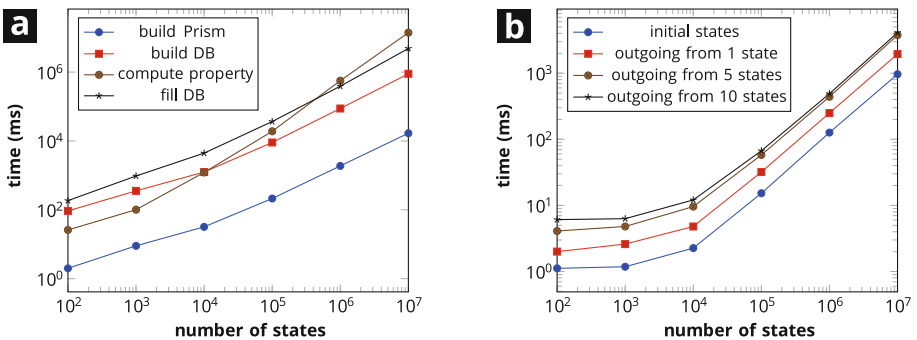 a
build Prism
build DB
compute property
fill DB
time (ms)
10^6
10^4
10^2
10^0
10^2 10^3 10^4 10^5 10^6 10^7
number of states
b
initial states
outgoing from 1 state
outgoing from 5 states
outgoing from 10 states
time (ms)
10^3
10^2
10^1
10^0
10^2 10^3 10^4 10^5 10^6 10^7
number of states